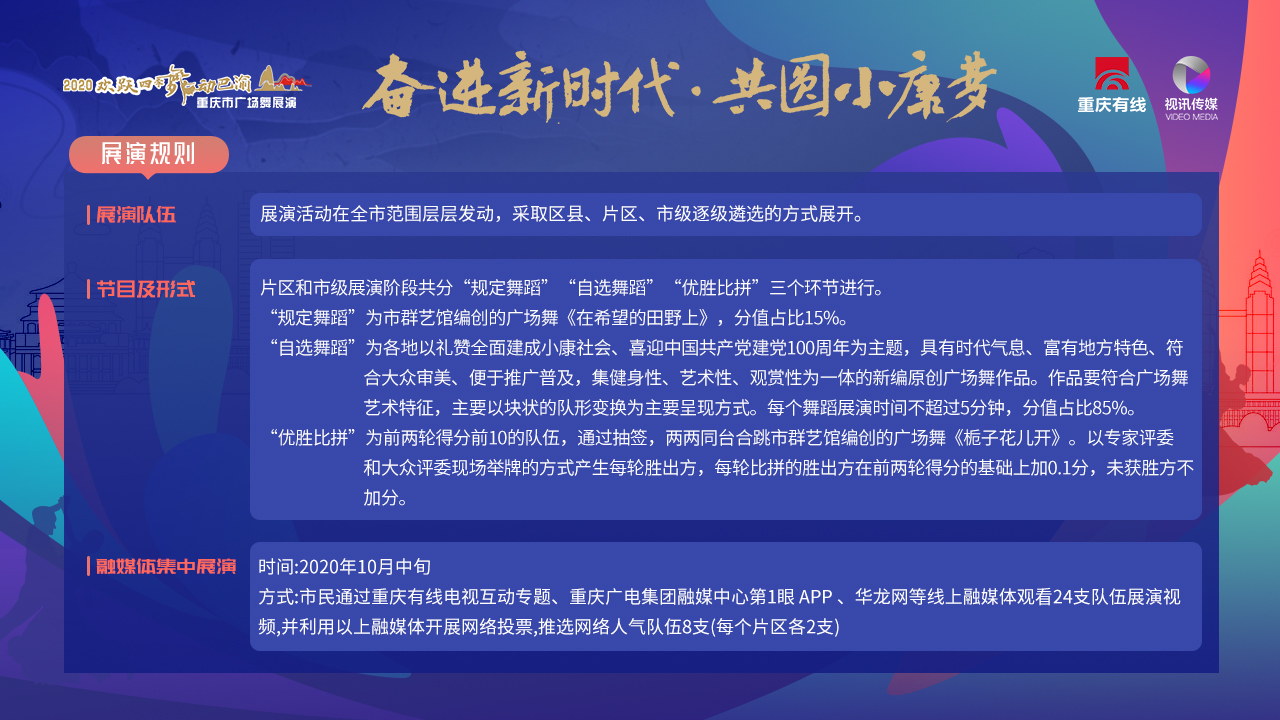 2020欢跃四季舞动巴渝
重庆市广场舞展演
奋进新时代·共圆小康梦
重庆有线
视讯传媒
VIDEO MEDIA
展演规则
展演队伍
展演活动在全市范围层层发动，采取区县、片区、市级逐级遴选的方式展开。
节目及形式
片区和市级展演阶段共分“规定舞蹈”“自选舞蹈”“优胜比拼”三个环节进行。
“规定舞蹈”为市群艺馆编创的广场舞《在希望的田野上》，分值占比15%。
“自选舞蹈”为各地以礼赞全面建成小康社会、喜迎中国共产党建党100周年为主题，具有时代气息、富有地方特色、符
合大众审美、便于推广普及，集健身性、艺术性、观赏性为一体的新编原创广场舞作品。作品要符合广场舞
艺术特征，主要以块状的队形变换为主要呈现方式。每个舞蹈展演时间不超过5分钟，分值占比85%。
“优胜比拼”为前两轮得分前10的队伍，通过抽签，两两同台合跳市群艺馆编创的广场舞《栀子花儿开》。以专家评委
和大众评委现场举牌的方式产生每轮胜出方，每轮比拼的胜出方在前两轮得分的基础上加0.1分，未获胜方不
加分。
融媒体集中展演
时间:2020年10月中旬
方式:市民通过重庆有线电视互动专题、重庆广电集团融媒中心第1眼 APP 、华龙网等线上融媒体观看24支队伍展演视
频,并利用以上融媒体开展网络投票,推选网络人气队伍8支(每个片区各2支)